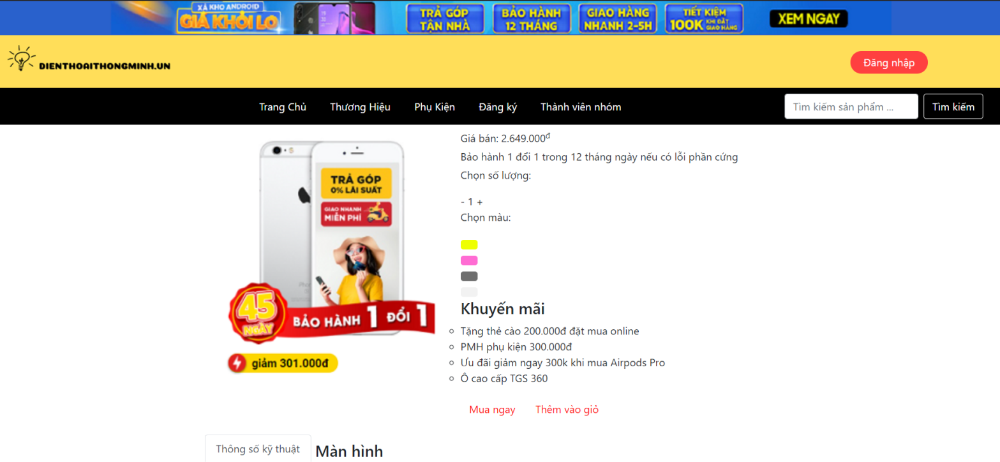 XẢ KHO ANDROID
GIÁ KHỎI LO
TRẢ GÓP
TẬN NHÀ
BẢO HÀNH
12 THÁNG
GIAO HÀNG
NHANH 2-5H
TIẾT KIỆM
100K KHI ĐẶT
GIAO HÀNG
XEM NGAY
DIENTHOAITHONGMINH.UN
Đăng nhập
Trang Chủ Thương Hiệu Phụ Kiện Đăng ký Thành viên nhóm
Tìm kiếm sản phẩm ...
Tìm kiếm
Giá bán: 2.649.000đ
Bảo hành 1 đổi 1 trong 12 tháng ngày nếu có lỗi phần cứng
Chọn số lượng:
- 1 +
Chọn màu:
TRẢ GÓP
0% LÃI SUẤT
GIAO NHANH
MIỄN PHÍ
45
NGÀY
BẢO HÀNH 1 ĐỔI 1
giảm 301.000đ
Khuyến mãi
Tặng thẻ cào 200.000đ đặt mua online
PMH phụ kiện 300.000đ
Ưu đãi giảm ngay 300k khi mua Airpods Pro
Ô cao cấp TGS 360
Mua ngay Thêm vào giỏ
Thông số kỹ thuật
Màn hình